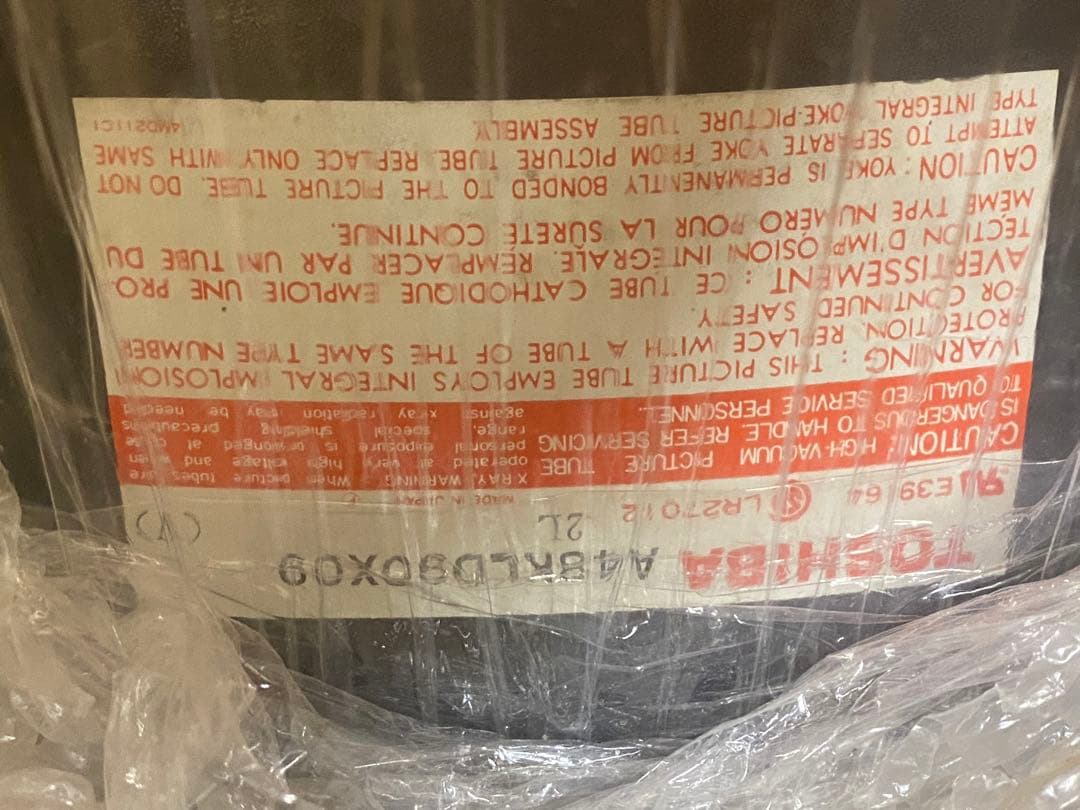 TOSHIBA A48KLD90X09
LR27012 2L (V)
MADE IN JAPAN
CAUTION: HIGH-VACUUM PICTURE TUBE
IS DANGEROUS TO HANDLE. REFER SERVICING
TO QUALIFIED SERVICE PERSONNEL.
X RAY WARNING: When picture tubes are
operated at very high voltage and when
personal exposure is prolonged at close
range, special shielding precautions
against x ray radiation may be needed
WARNING : THIS PICTURE TUBE EMPLOYS INTEGRAL IMPLOSION
PROTECTION. REPLACE WITH A TUBE OF THE SAME TYPE NUMBER
FOR CONTINUED SAFETY.
AVERTISSEMENT : CE TUBE CATHODIQUE EMPLOIE UNE PRO-
TECTION D'IMPLOSION INTEGRALE. REMPLACER PAR UN TUBE DU
MÊME TYPE NUMÉRO POUR LA SÛRETÉ CONTINUE.
CAUTION : YOKE IS PERMANENTLY BONDED TO THE PICTURE TUBE. DO NOT
ATTEMPT TO SEPARATE YOKE FROM PICTURE TUBE. REPLACE ONLY WITH SAME
TYPE INTEGRAL YOKE-PICTURE TUBE ASSEMBLY.